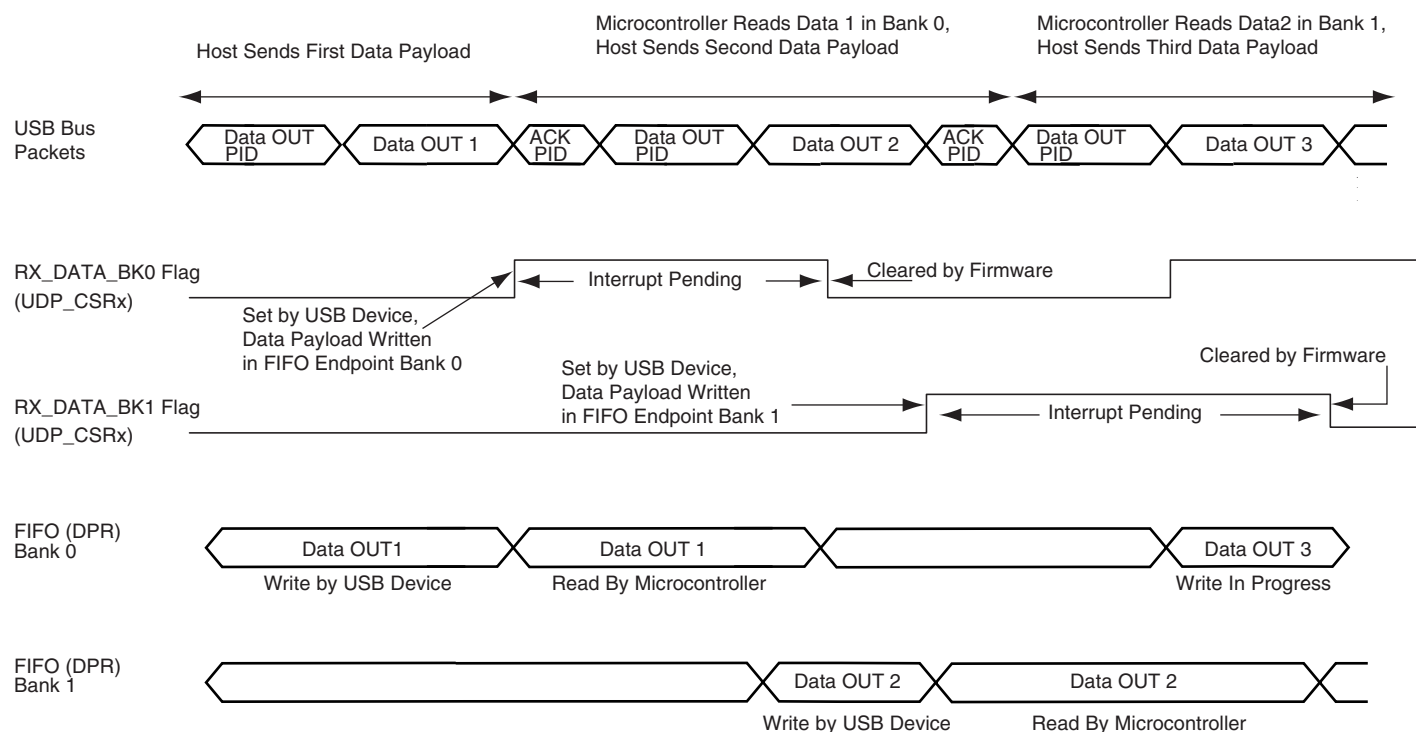 Microcontroller Reads Data 1 in Bank 0,
Host Sends Second Data Payload
Microcontroller Reads Data2 in Bank 1,
Host Sends Third Data Payload
Host Sends First Data Payload
USB Bus
Packets
Data OUT
PID
Data OUT 1
ACK
PID
Data OUT
PID
Data OUT 2
ACK
PID
Data OUT
PID
Data OUT 3
RX_DATA_BK0 Flag
(UDP_CSRx)
Interrupt Pending
Cleared by Firmware
Set by USB Device,
Data Payload Written
in FIFO Endpoint Bank 0
Cleared by Firmware
Set by USB Device,
Data Payload Written
in FIFO Endpoint Bank 1
RX_DATA_BK1 Flag
(UDP_CSRx)
Interrupt Pending
FIFO (DPR)
Bank 0
Data OUT1
Data OUT 1
Data OUT 3
Write by USB Device
Read By Microcontroller
Write In Progress
FIFO (DPR)
Bank 1
Data OUT 2
Data OUT 2
Write by USB Device
Read By Microcontroller